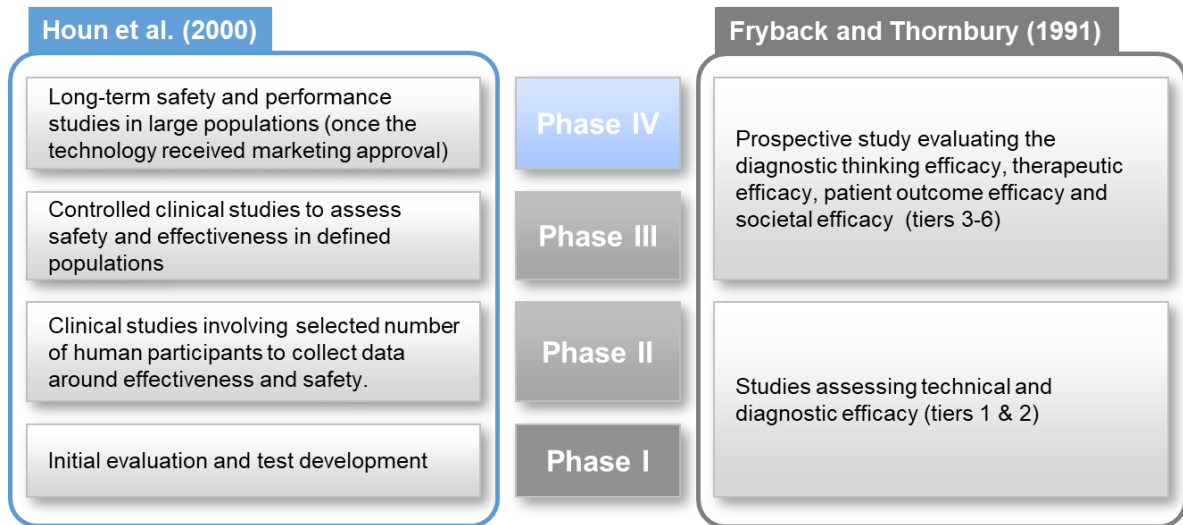 Houn et al. (2000)
Long-term safety and performance
studies in large populations (once the
technology received marketing approval)
Controlled clinical studies to assess
safety and effectiveness in defined
populations
Clinical studies involving selected number
of human participants to collect data
around effectiveness and safety.
Initial evaluation and test development
Phase IV
Phase III
Phase II
Phase I
Fryback and Thornbury (1991)
Prospective study evaluating the
diagnostic thinking efficacy, therapeutic
efficacy, patient outcome efficacy and
societal efficacy (tiers 3-6)
Studies assessing technical and
diagnostic efficacy (tiers 1 & 2)